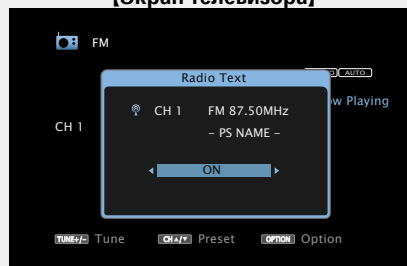 【Экран телевизора】
FM
Radio Text
AUTO
CH 1 FM 87.50MHz
w Playing
– PS NAME –
CH 1
ON
TUNE+/- Tune CH▲/▼ Preset OPTION Option